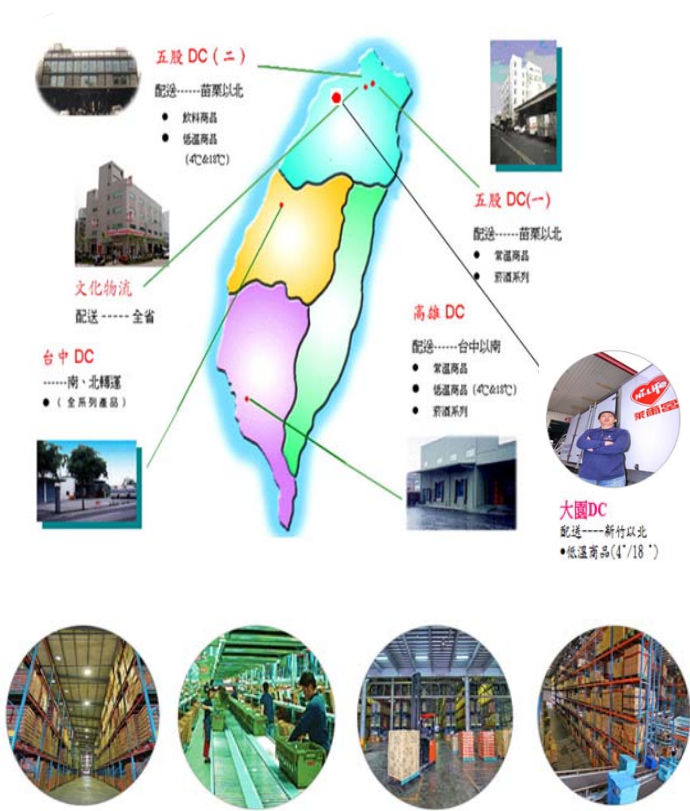 五股 DC ( 二 )
配送------苗栗以北
● 飲料商品
● 低溫商品
(4℃&18℃)
五股 DC(一)
配送------苗栗以北
● 常溫商品
● 菸酒系列
文化物流
配送 ----- 全省
台中 DC
------南、北轉運
● ( 全系列產品 )
高雄 DC
配送------台中以南
● 常溫商品
● 低溫商品 (4℃&18℃)
● 菸酒系列
Hi-Life
萊爾富
大園DC
配送----新竹以北
●低溫商品(4˚/18 ˚)